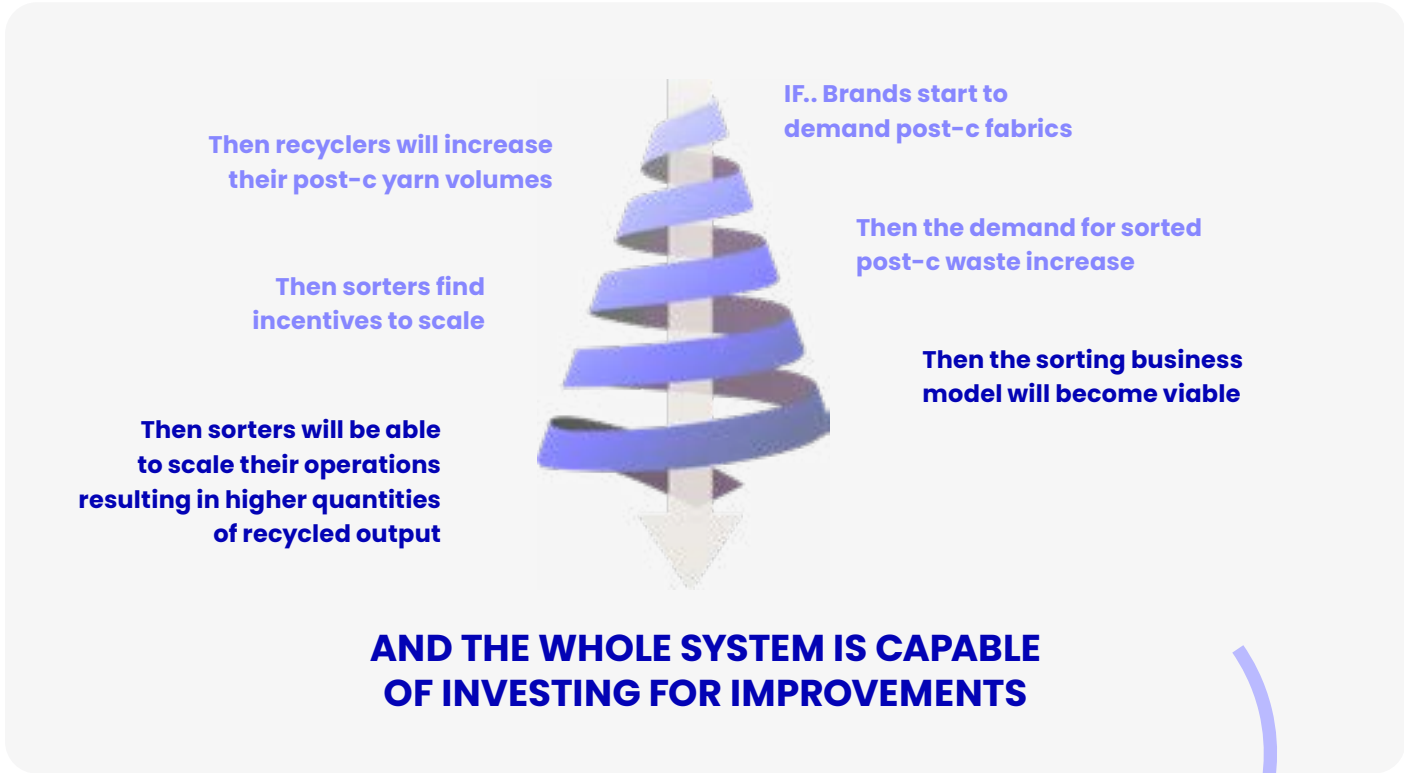 IF.. Brands start to
demand post-c fabrics
Then recyclers will increase
their post-c yarn volumes
Then the demand for sorted
post-c waste increase
Then sorters find
incentives to scale
Then the sorting business
model will become viable
Then sorters will be able
to scale their operations
resulting in higher quantities
of recycled output
AND THE WHOLE SYSTEM IS CAPABLE
OF INVESTING FOR IMPROVEMENTS